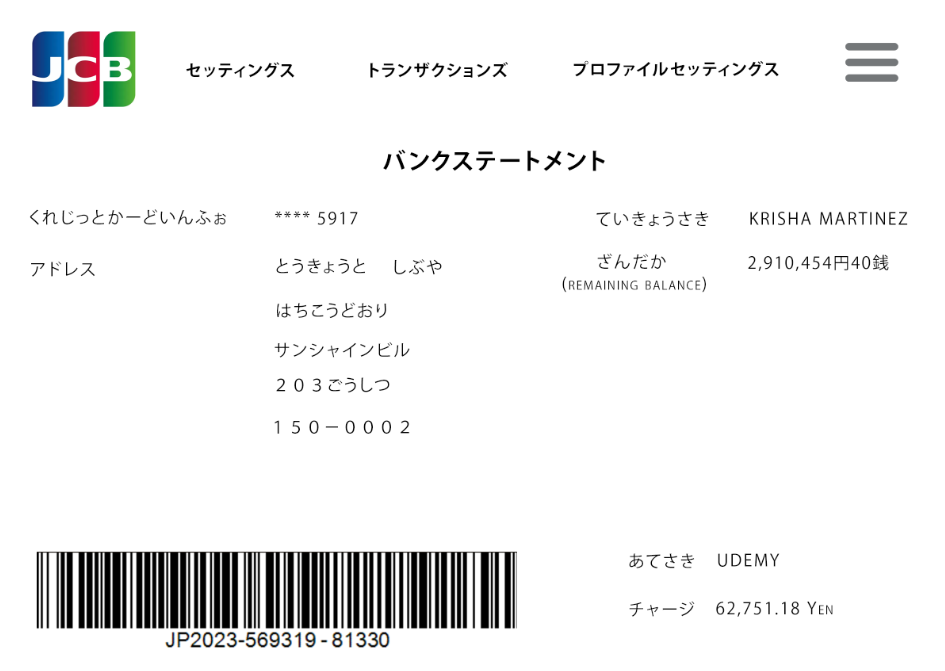 JCB
セッティングス トランザクションズ プロファイルセッティングス
バンクステートメント
くれじっとかーどいんふぉ **** 5917 ていきょうさき KRISHA MARTINEZ
アドレス とうきょうと しぶや ざんだか 2,910,454円40銭
(REMAINING BALANCE)
はちこうどおり
サンシャインビル
２０３ごうしつ
１５０－０００２
あてさき UDEMY
チャージ 62,751.18 YEN
JP2023-569319 - 81330